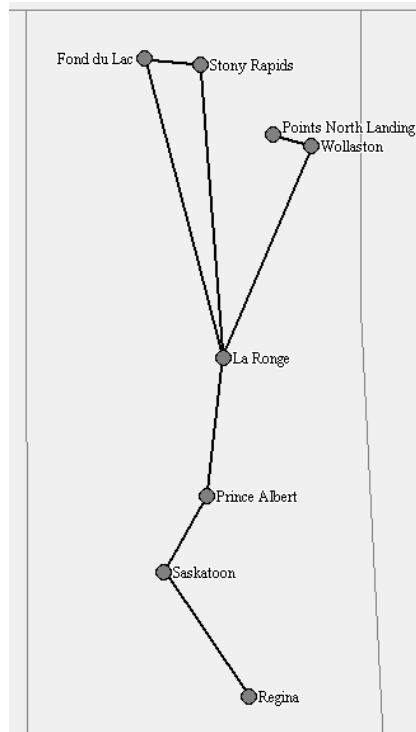 Fond du Lac
Stony Rapids
Points North Landing
Wollaston
La Ronge
Prince Albert
Saskatoon
Regina